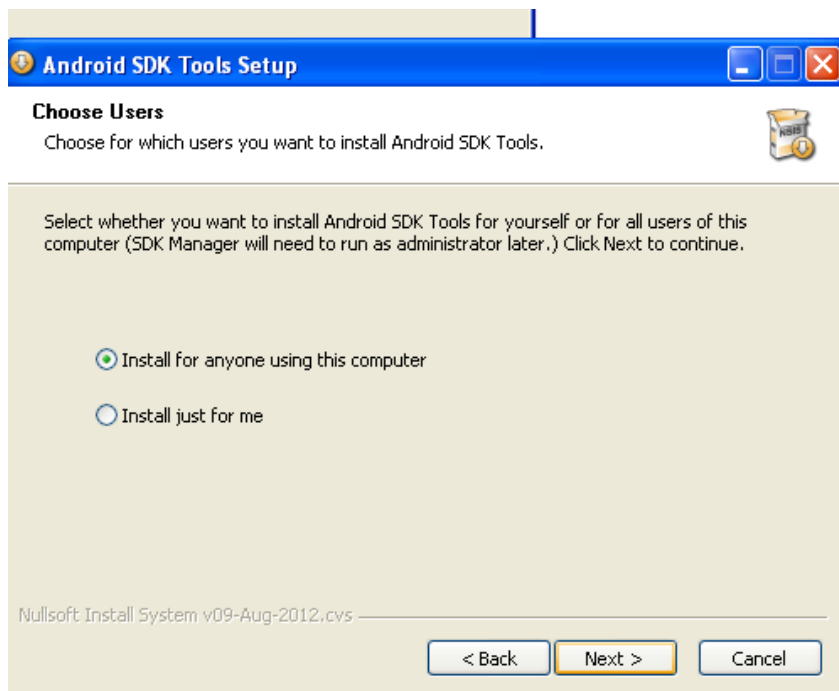 Android SDK Tools Setup
Choose Users
Choose for which users you want to install Android SDK Tools.
NSIS
Select whether you want to install Android SDK Tools for yourself or for all users of this
computer (SDK Manager will need to run as administrator later.) Click Next to continue.
Install for anyone using this computer
Install just for me
Nullsoft Install System v09-Aug-2012.cvs
< Back Next > Cancel